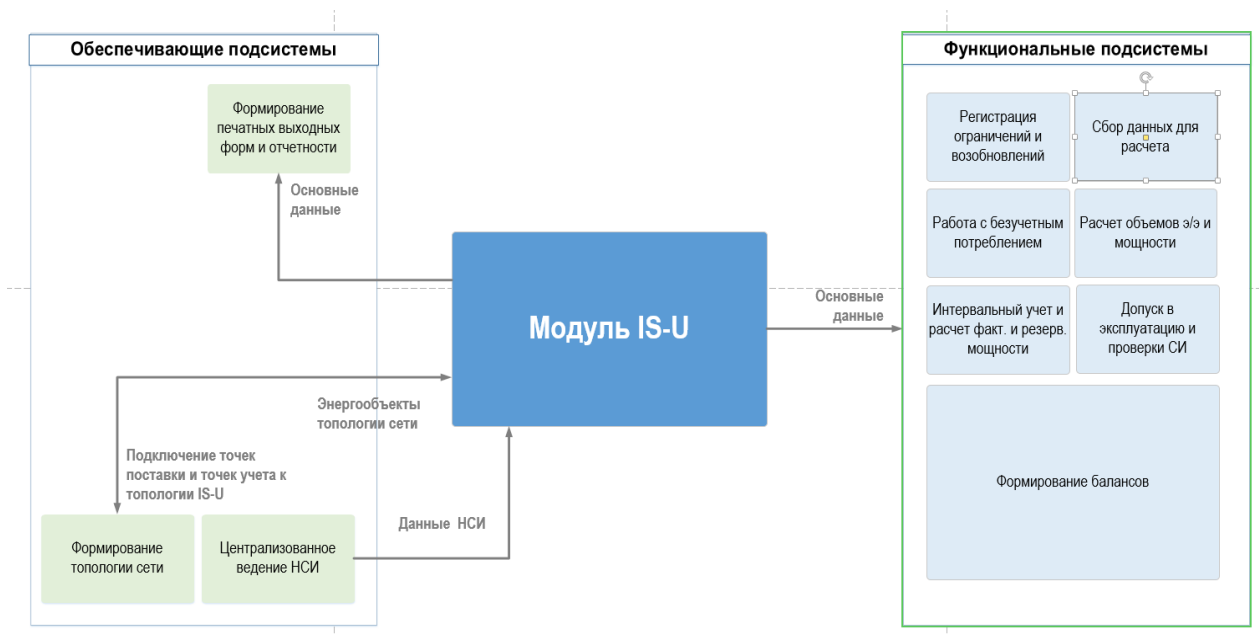 Обеспечивающие подсистемы
Формирование
печатных выходных
форм и отчетности
Основные
данные
Модуль IS-U
Энергообъекты
топологии сети
Подключение точек
поставки и точек учета к
топологии IS-U
Данные НСИ
Формирование
топологии сети
Централизованное
ведение НСИ
Основные
данные
Функциональные подсистемы
Регистрация
ограничений и
возобновлений
Сбор данных для
расчета
Работа с безучетным
потреблением
Расчет объемов э/э и
мощности
Интервальный учет и
расчет факт. и резерв.
мощности
Допуск в
эксплуатацию и
проверки СИ
Формирование балансов